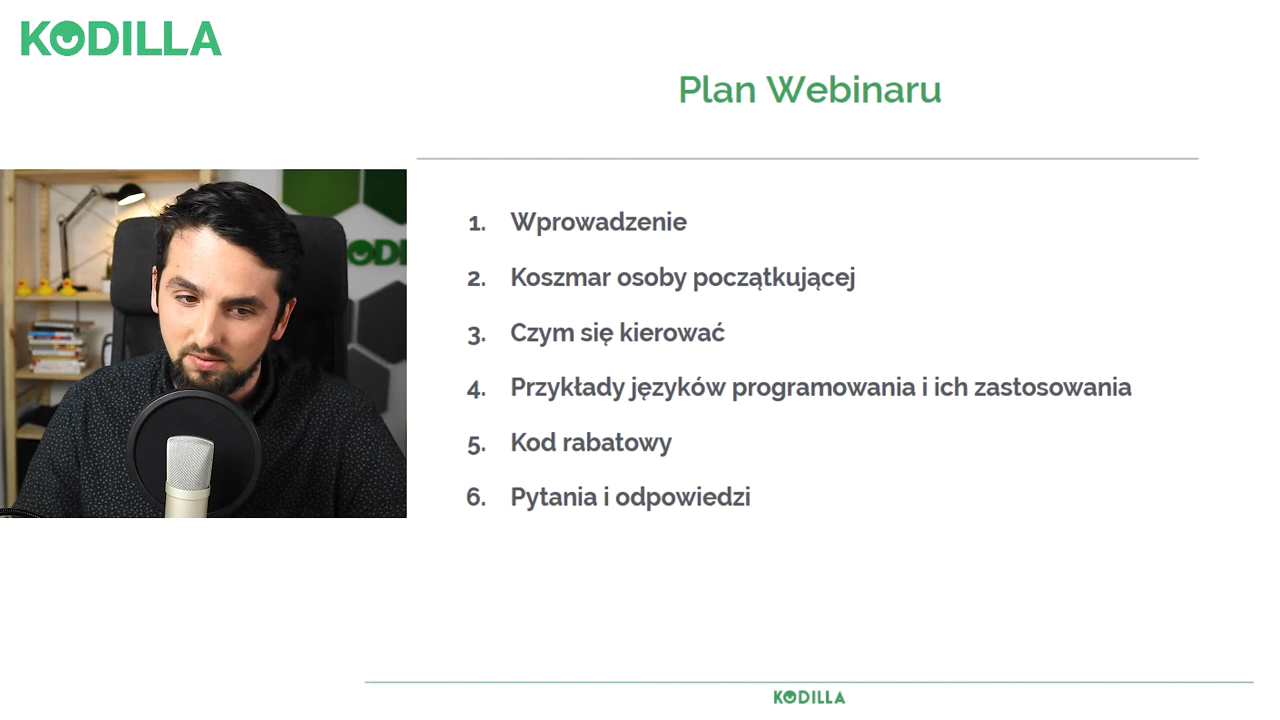 KODILLA
Plan Webinaru
1. Wprowadzenie
2. Koszmar osoby początkującej
3. Czym się kierować
4. Przykłady języków programowania i ich zastosowania
5. Kod rabatowy
6. Pytania i odpowiedzi
KODILLA